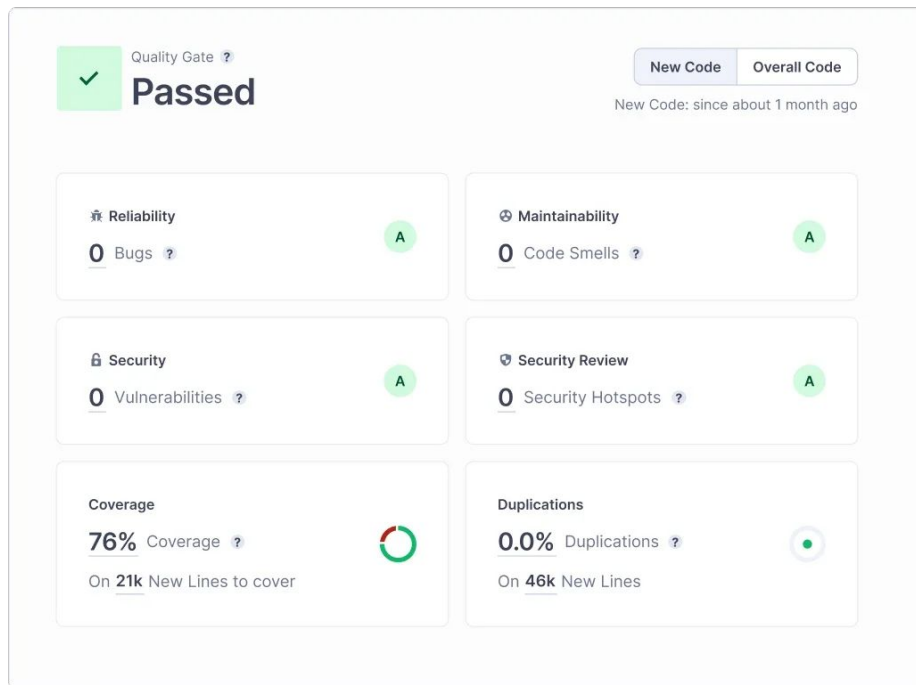 Quality Gate ?
Passed
New Code Overall Code
New Code: since about 1 month ago
Reliability
0 Bugs ?
A
Maintainability
0 Code Smells ?
A
Security
0 Vulnerabilities ?
A
Security Review
0 Security Hotspots ?
A
Coverage
76% Coverage ?
On 21k New Lines to cover
Duplications
0.0% Duplications ?
On 46k New Lines